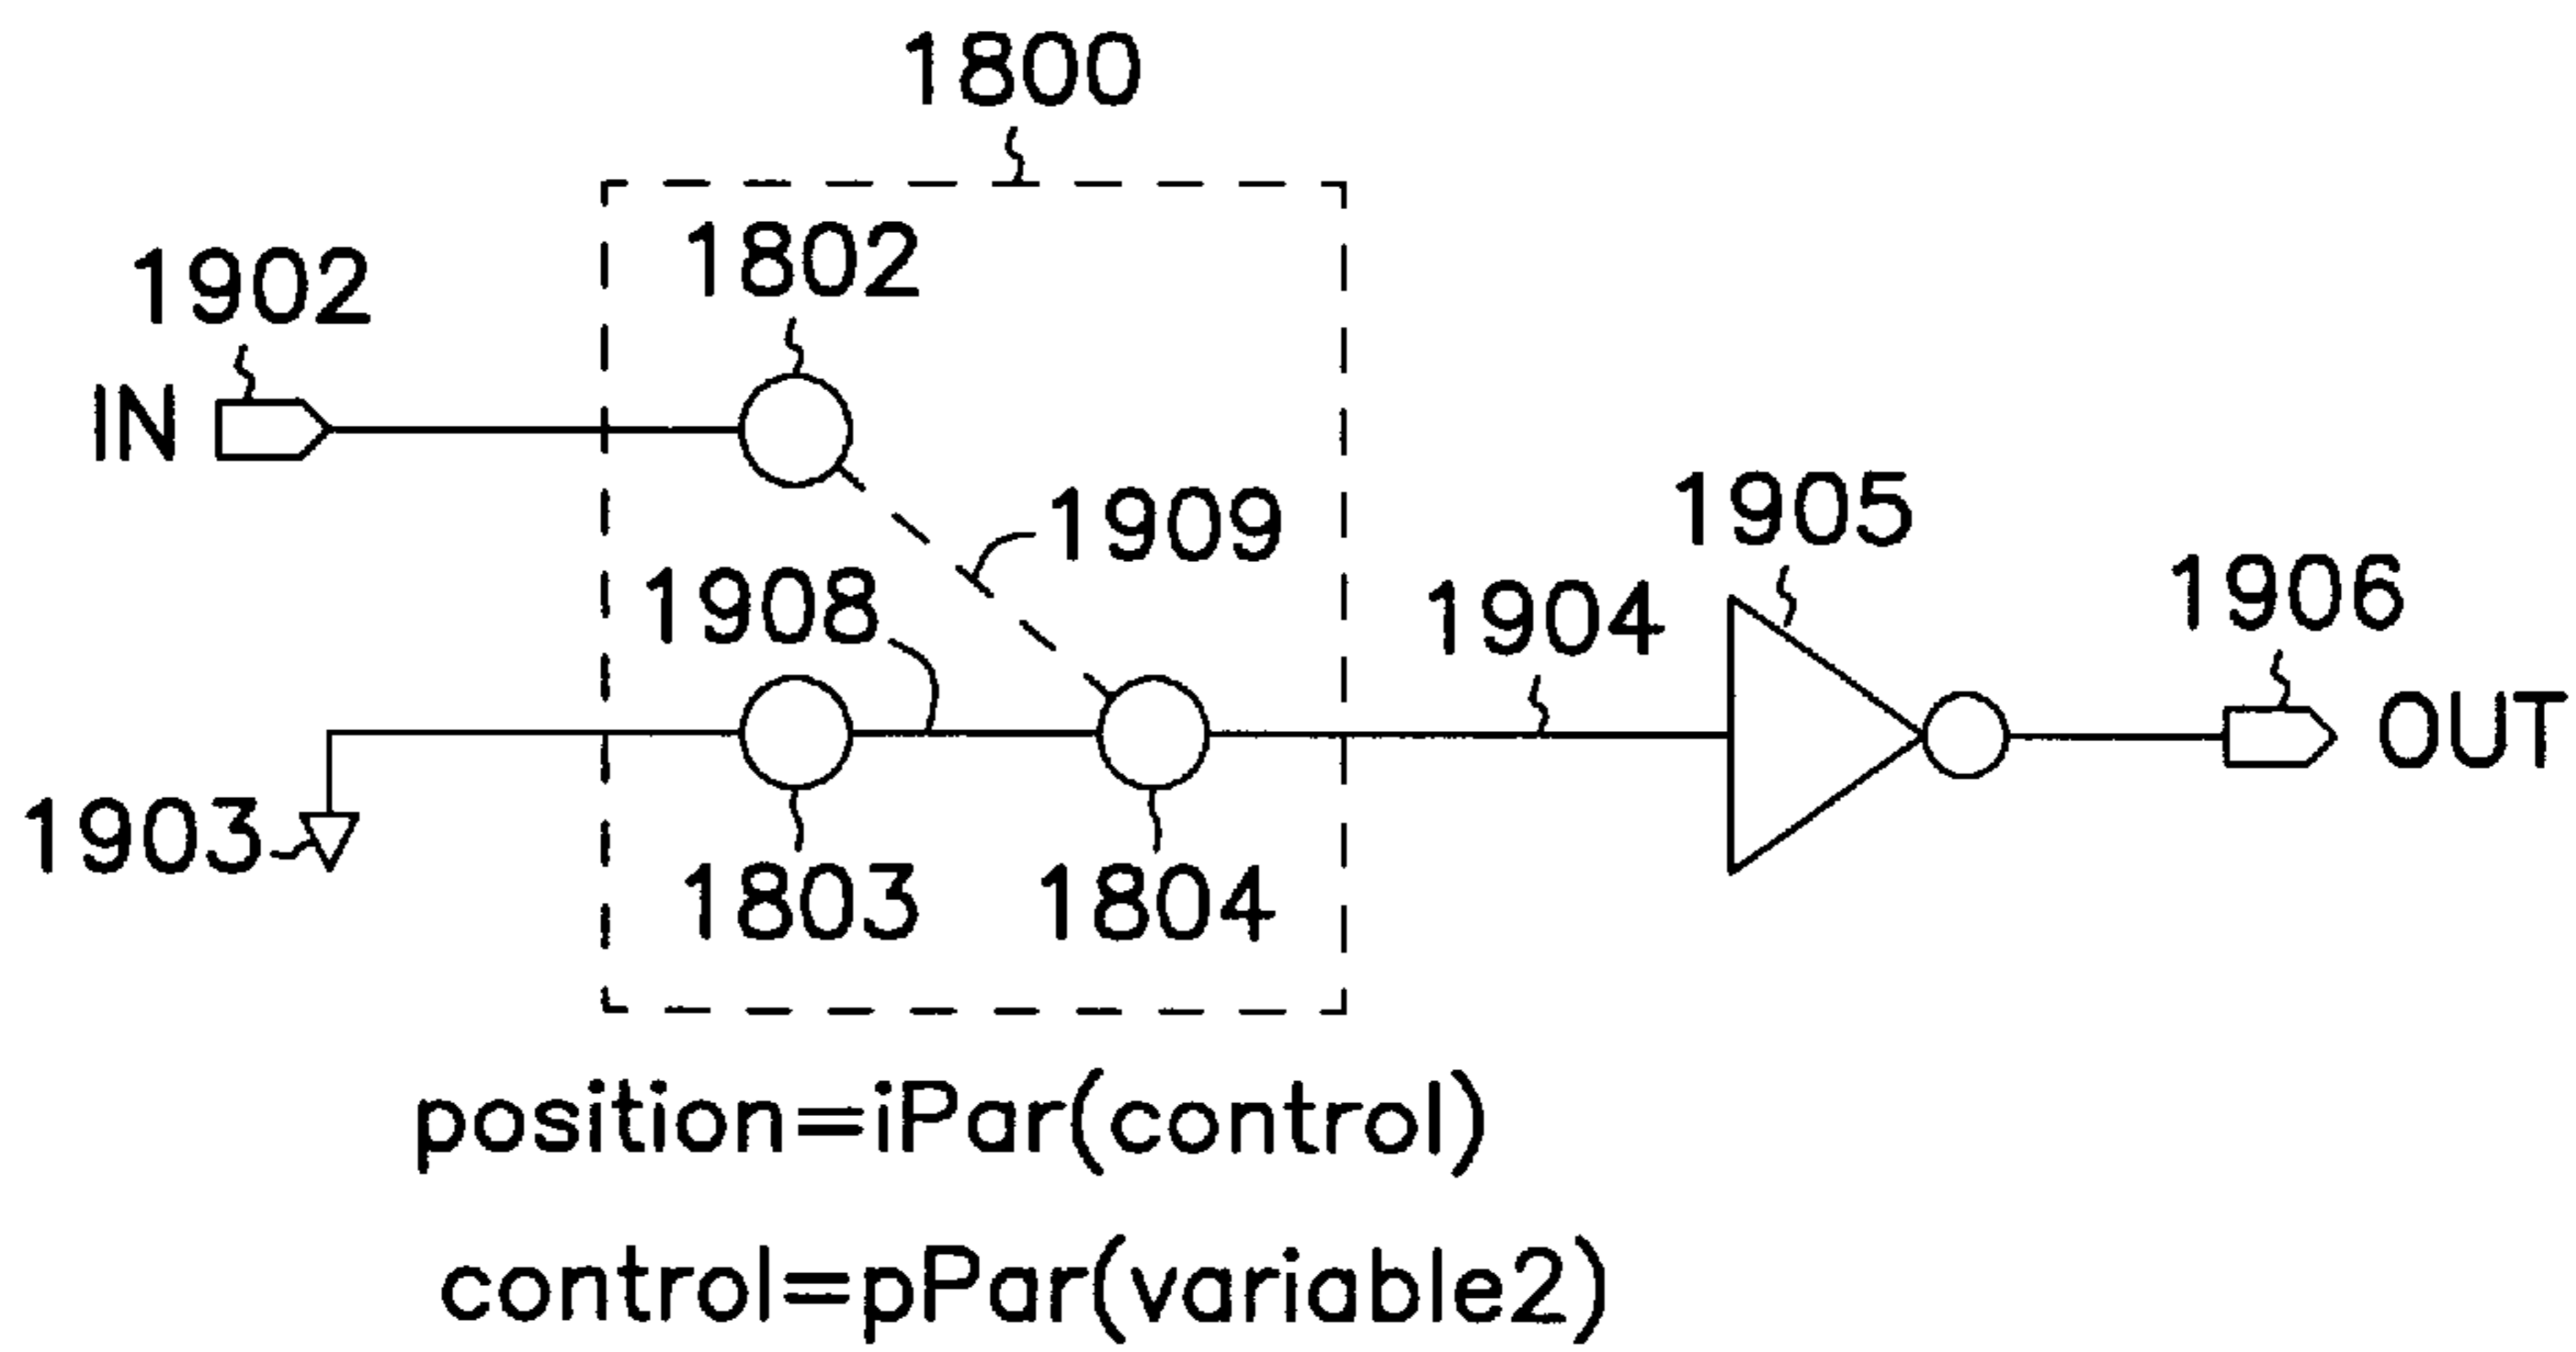 1800
1802
1902
IN
1909
1905
1908
1904
1906
OUT
1903
1803
1804
position=iPar(control)
control=pPar(variable2)